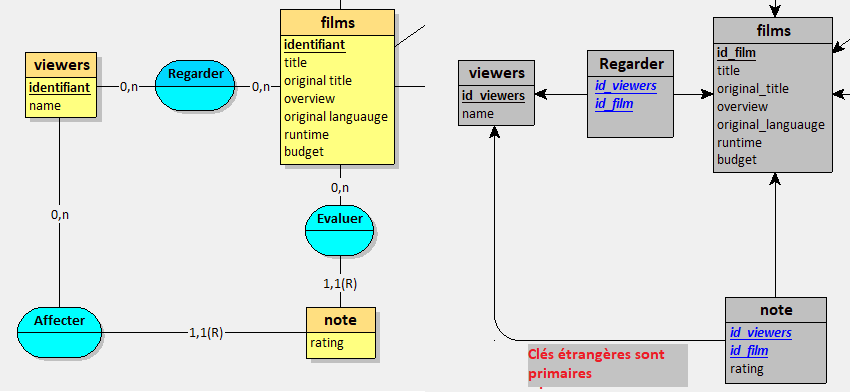 films
identifiant
title
original title
overview
original languauge
runtime
budget
viewers
identifiant
name
0,n
Regarder
0,n
0,n
Evaluer
1,1(R)
0,n
Affecter
1,1(R)
note
rating
films
id_film
title
original_title
overview
original_languauge
runtime
budget
viewers
id_viewers
name
Regarder
id_viewers
id_film
note
id_viewers
id_film
rating
Clés étrangères sont
primaires